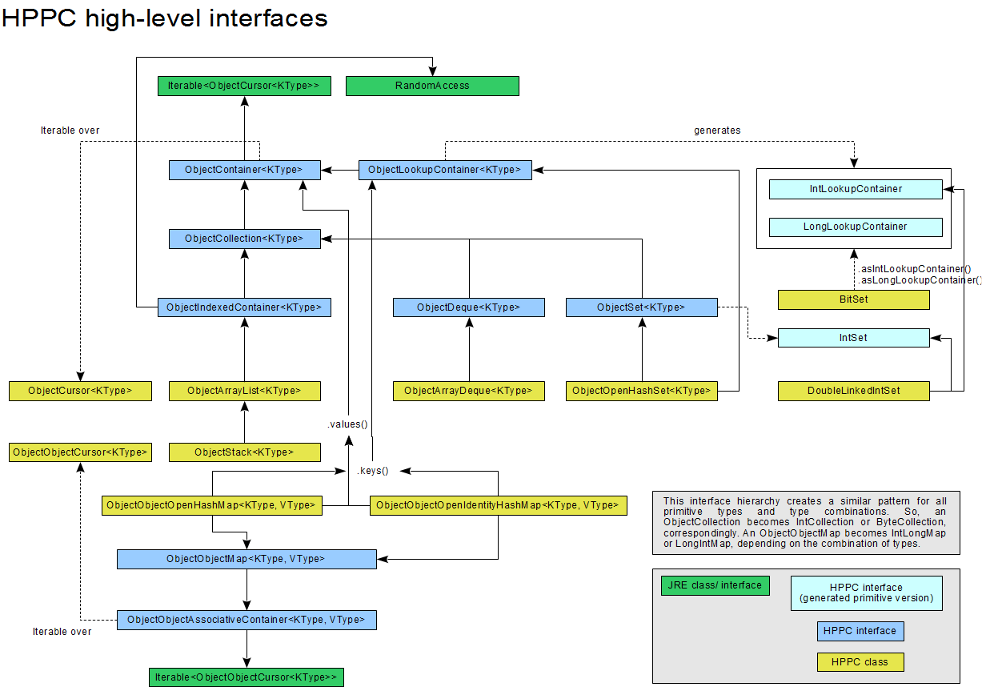 HPPC high-level interfaces
Iterable<ObjectCursor<KType>>
RandomAccess
Iterable over
generates
ObjectContainer<KType>
ObjectLookupContainer<KType>
IntLookupContainer
LongLookupContainer
ObjectCollection<KType>
.asIntLookupContainer()
.asLongLookupContainer()
BitSet
ObjectIndexedContainer<KType>
ObjectDeque<KType>
ObjectSet<KType>
IntSet
ObjectCursor<KType>
ObjectArrayList<KType>
ObjectArrayDeque<KType>
ObjectOpenHashSet<KType>
DoubleLinkedIntSet
.values()
ObjectObjectCursor<KType>
ObjectStack<KType>
.keys()
ObjectObjectOpenHashMap<KType, VType>
ObjectObjectOpenIdentityHashMap<KType, VType>
This interface hierarchy creates a similar pattern for all
primitive types and type combinations. So, an
ObjectCollection becomes IntCollection or ByteCollection,
correspondingly. An ObjectObjectMap becomes IntLongMap
or LongIntMap, depending on the combination of types.
ObjectObjectMap<KType, VType>
ObjectObjectAssociativeContainer<KType, VType>
Iterable over
Iterable<ObjectObjectCursor<KType>>
JRE class/ interface
HPPC interface
(generated primitive version)
HPPC interface
HPPC class